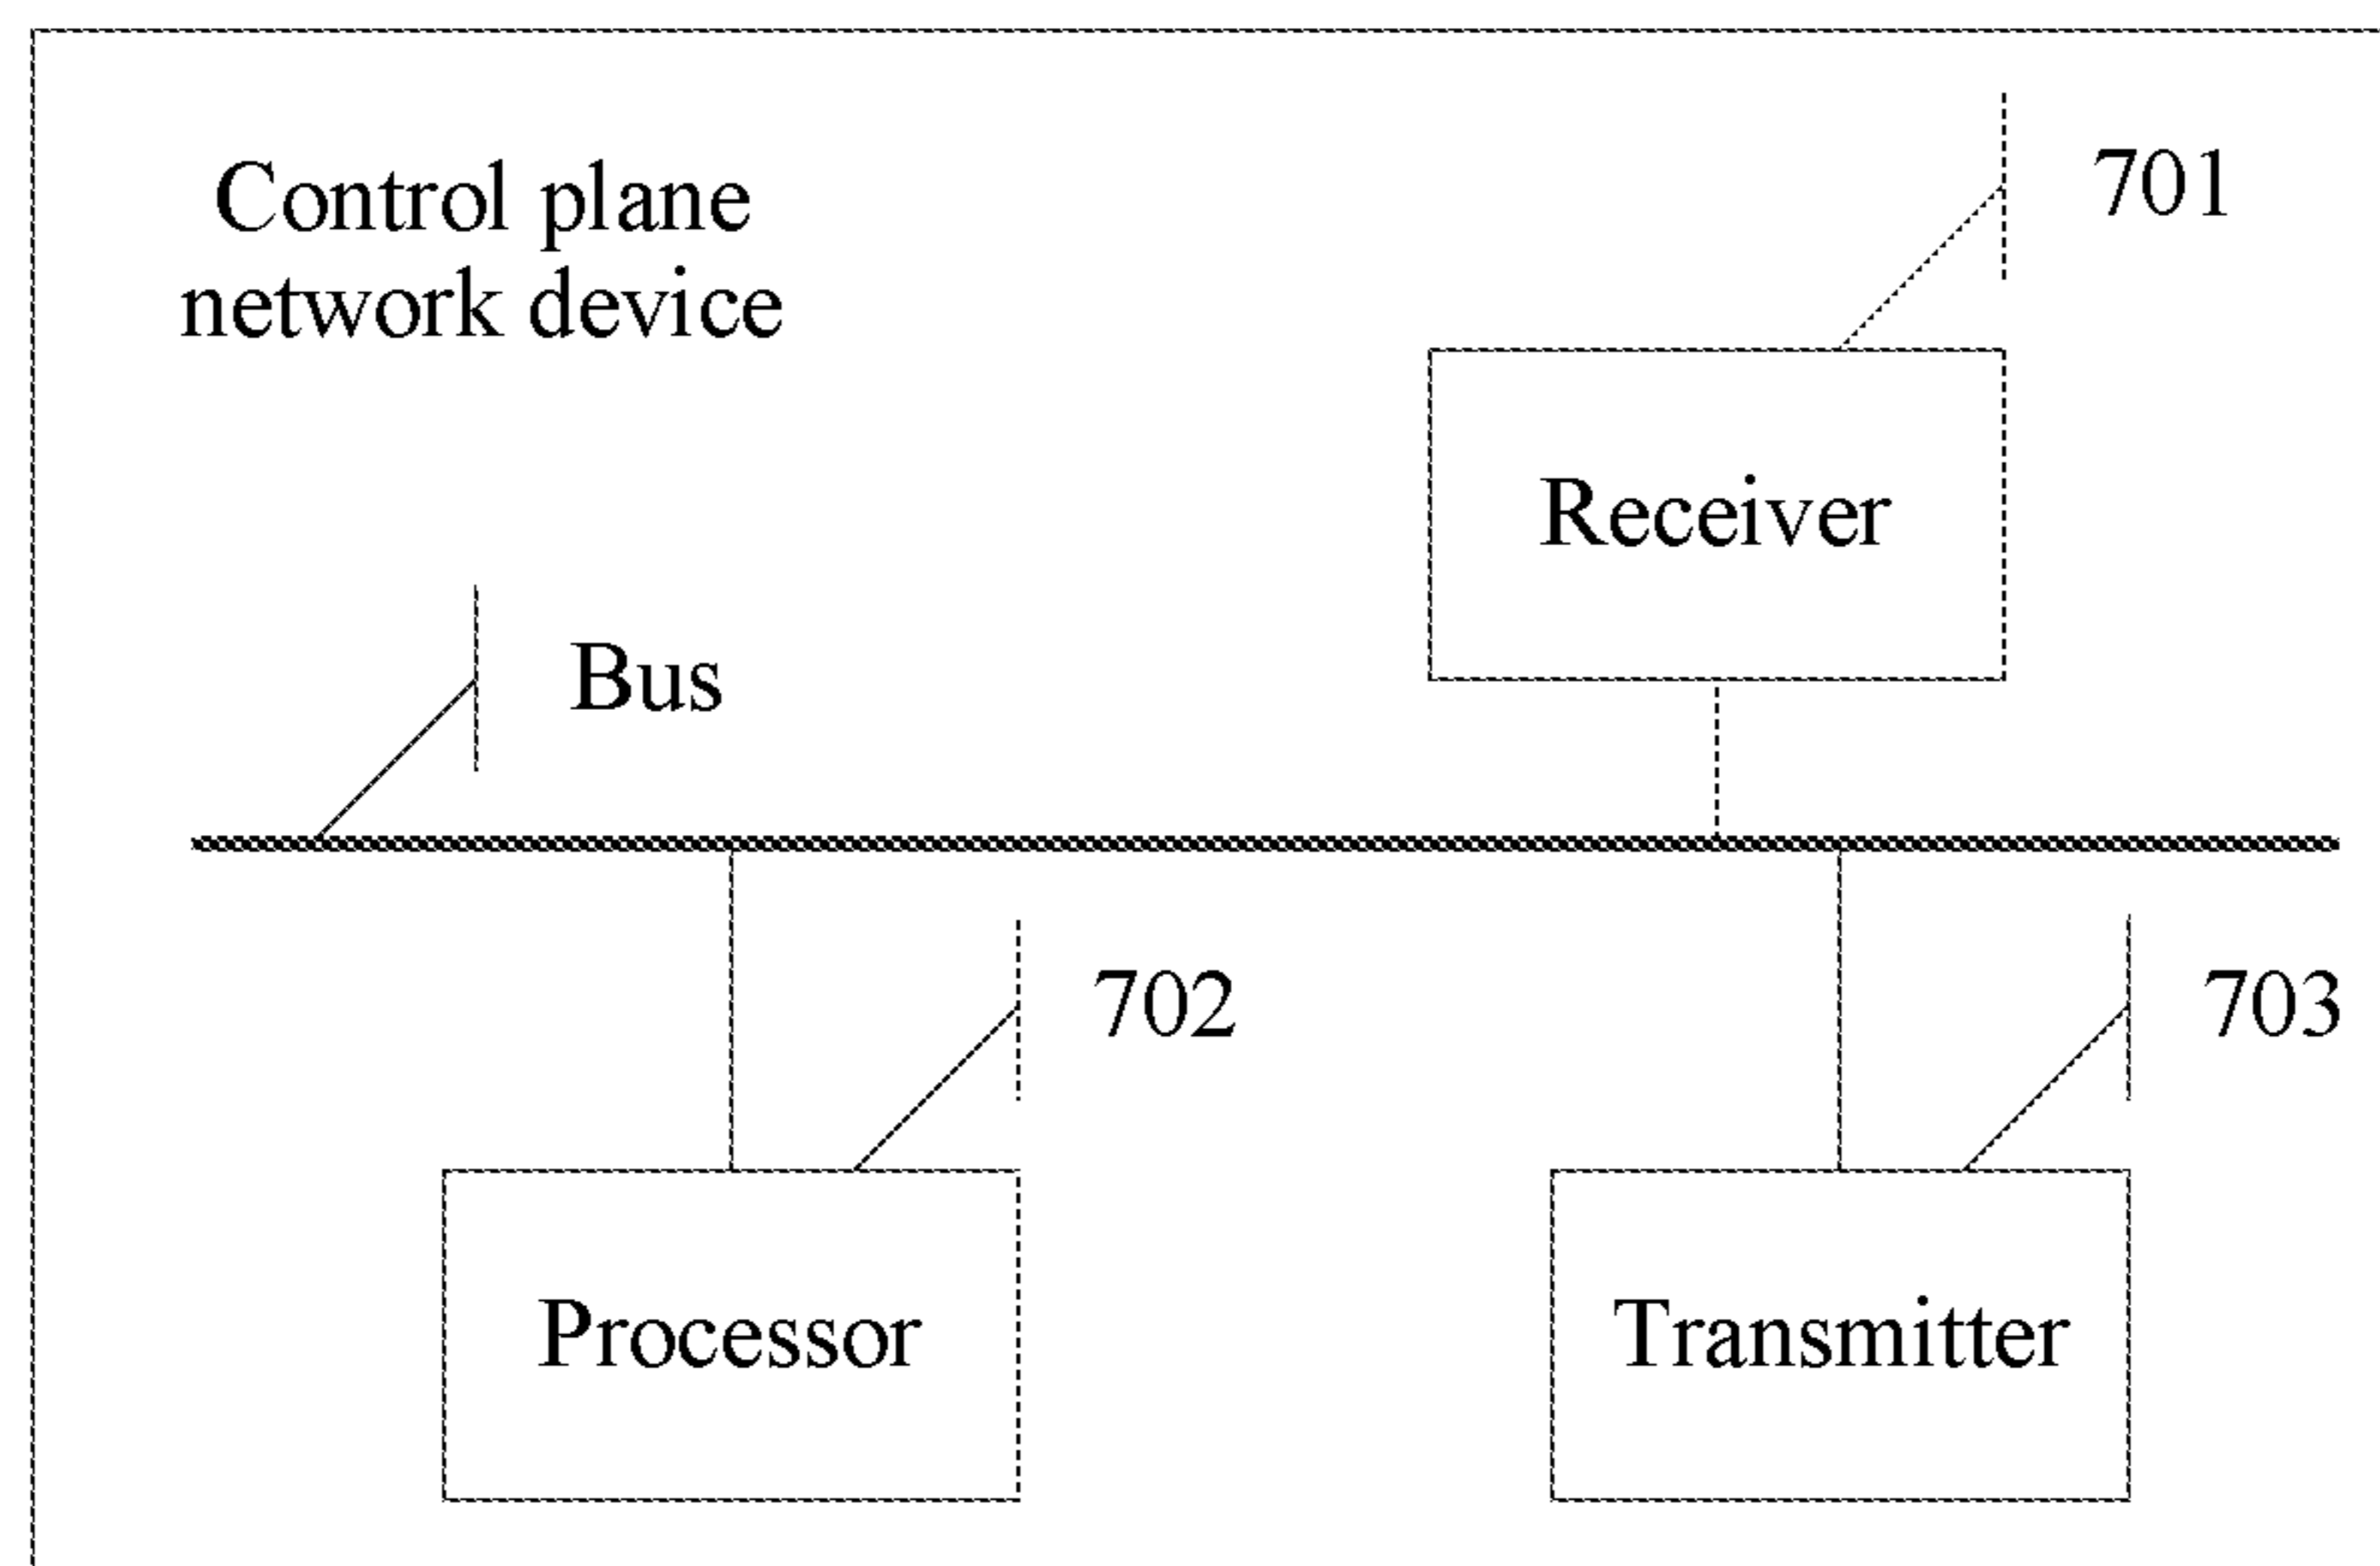 Control plane
network device
701
Receiver
Bus
702
703
Processor
Transmitter